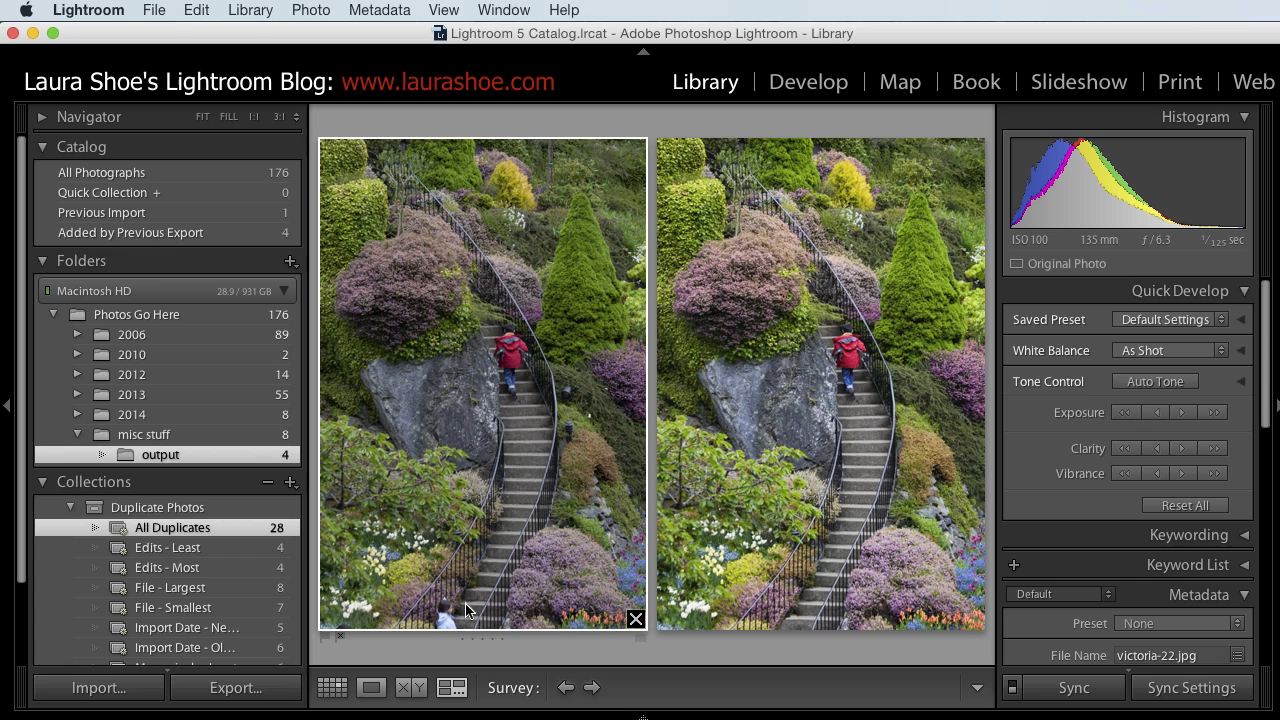 Lightroom File Edit Library Photo Metadata View Window Help
Lightroom 5 Catalog.lrcat - Adobe Photoshop Lightroom - Library
Laura Shoe's Lightroom Blog: www.laurashoe.com
Library Develop Map Book Slideshow Print Web
Navigator FIT FILL 1:1 3:1
Catalog
All Photographs 176
Quick Collection + 0
Previous Import 1
Added by Previous Export 4
Folders
Macintosh HD 28.9 / 931 GB
Photos Go Here 176
2006 89
2010 2
2012 14
2013 55
2014 8
misc stuff 8
output 4
Collections
Duplicate Photos
All Duplicates 28
Edits - Least 4
Edits - Most 4
File - Largest 8
File - Smallest 7
Import Date - Ne... 5
Import Date - Ol... 6
Import... Export...
XY Survey :
Histogram
ISO 100 135 mm ƒ / 6.3 1/125 sec
Original Photo
Quick Develop
Saved Preset Default Settings
White Balance As Shot
Tone Control Auto Tone
Exposure
Clarity
Vibrance
Reset All
Keywording
Keyword List
Default Metadata
Preset None
File Name victoria-22.jpg
Sync Sync Settings